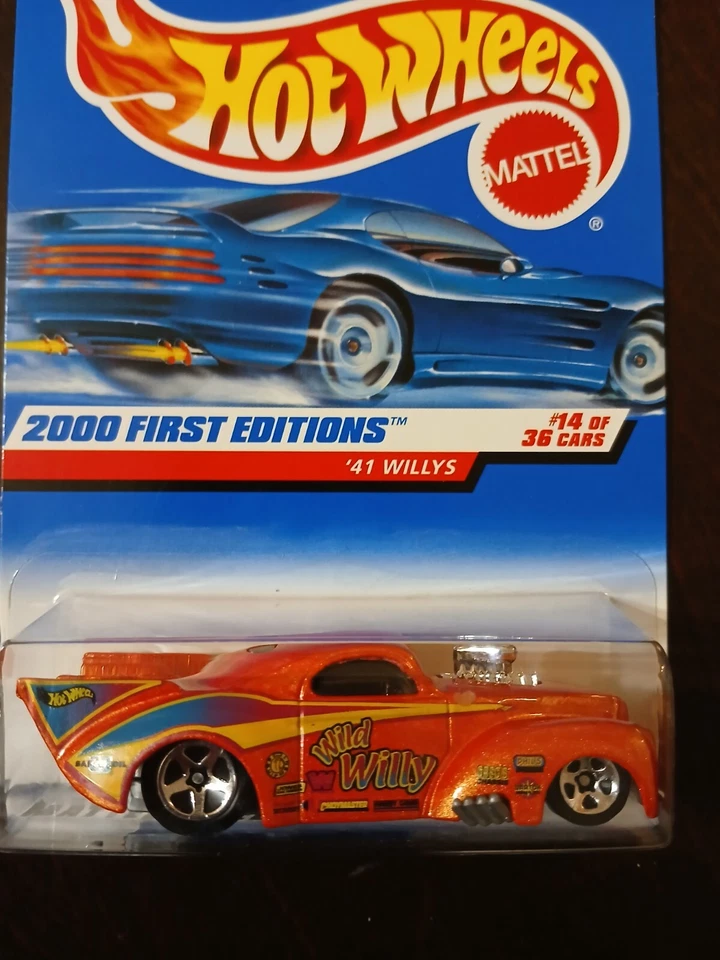 HOT WHEELS
MATTEL
®
2000 FIRST EDITIONS™
#14 OF
36 CARS
'41 WILLYS
HOT WHEELS
Wild
Willy